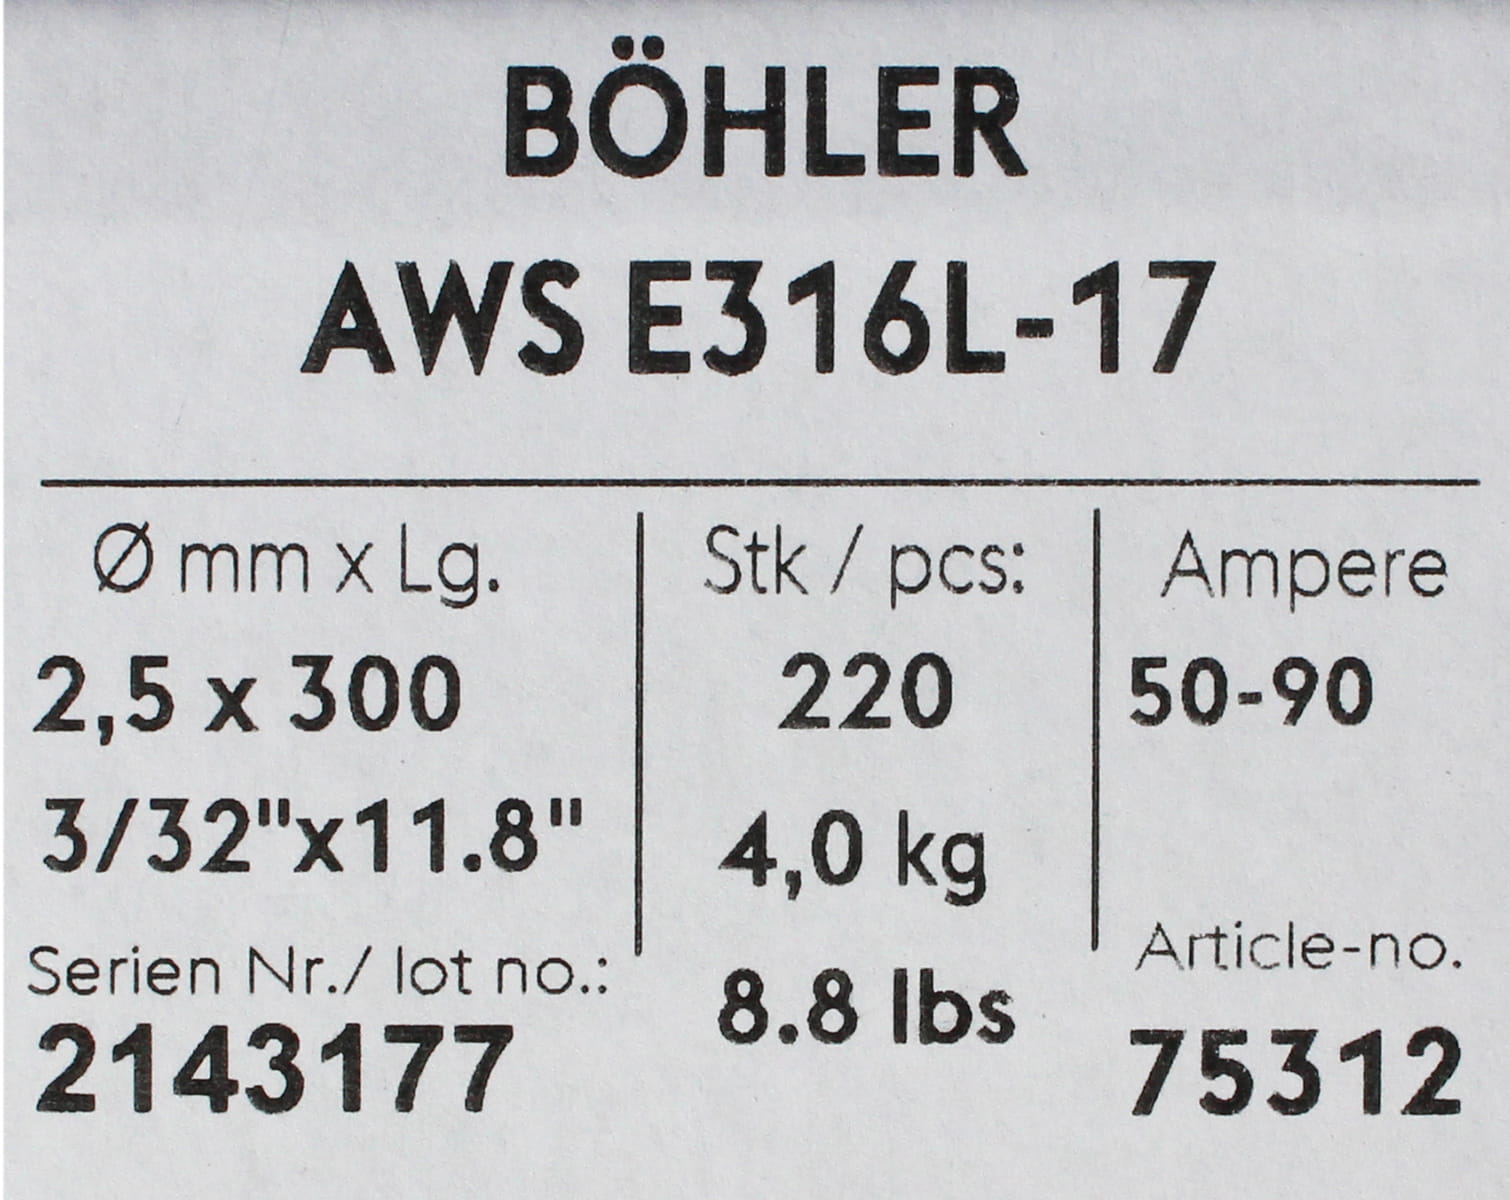 BÖHLER
AWS E316L-17
Ø mm x Lg.
2,5 x 300
3/32"x11.8"
Serien Nr./ lot no.:
2143177
Stk / pcs:
220
4,0 kg
8.8 lbs
Ampere
50-90
Article-no.
75312